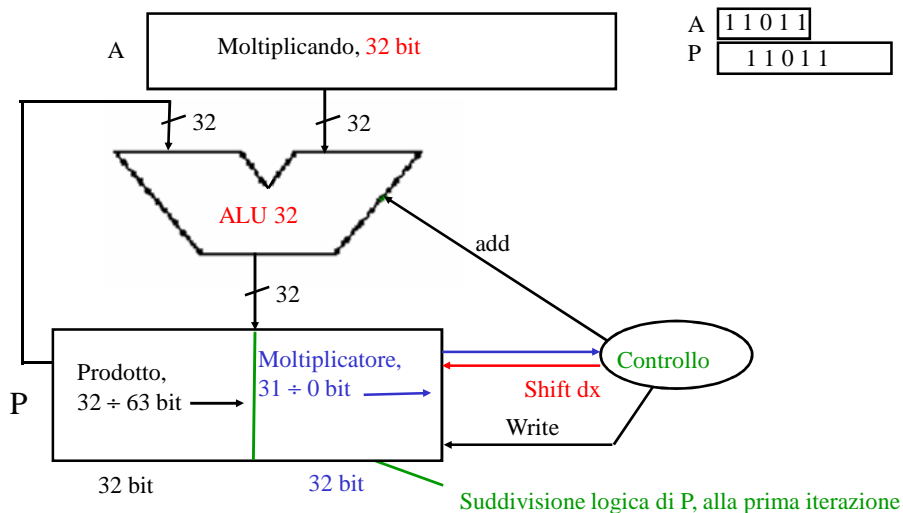 A
Moltiplicando, 32 bit
A
1 1 0 1 1
P
1 1 0 1 1
32
32
ALU 32
add
32
P
Prodotto,
32 ÷ 63 bit
Moltiplicatore,
31 ÷ 0 bit
Controllo
Shift dx
Write
32 bit
32 bit
Suddivisione logica di P, alla prima iterazione